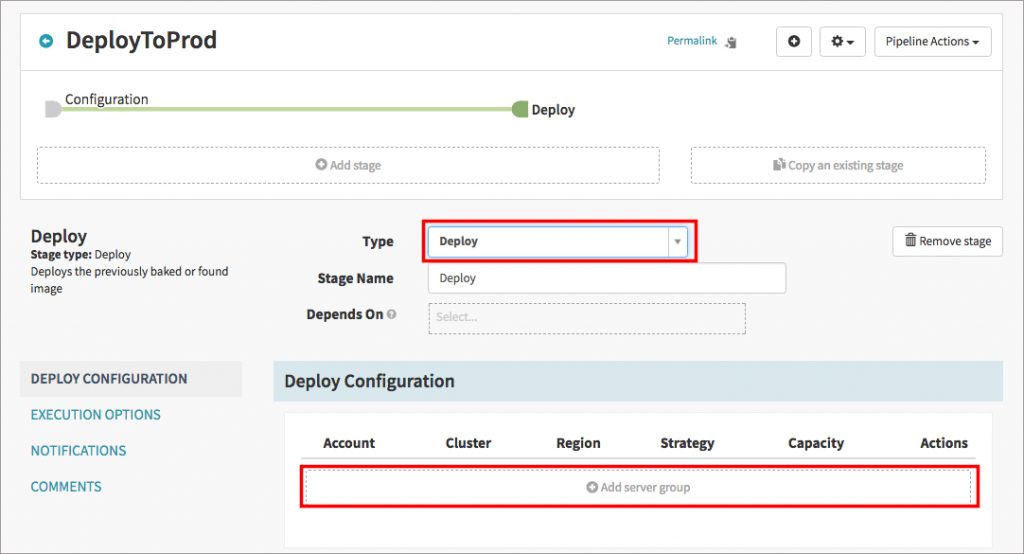 DeployToProd
Permalink
Pipeline Actions
Configuration
Deploy
Add stage
Copy an existing stage
Deploy
Stage type: Deploy
Deploys the previously baked or found
image
Type
Deploy
Remove stage
Stage Name
Deploy
Depends On
Select...
DEPLOY CONFIGURATION
EXECUTION OPTIONS
NOTIFICATIONS
COMMENTS
Deploy Configuration
Account Cluster Region Strategy Capacity Actions
Add server group